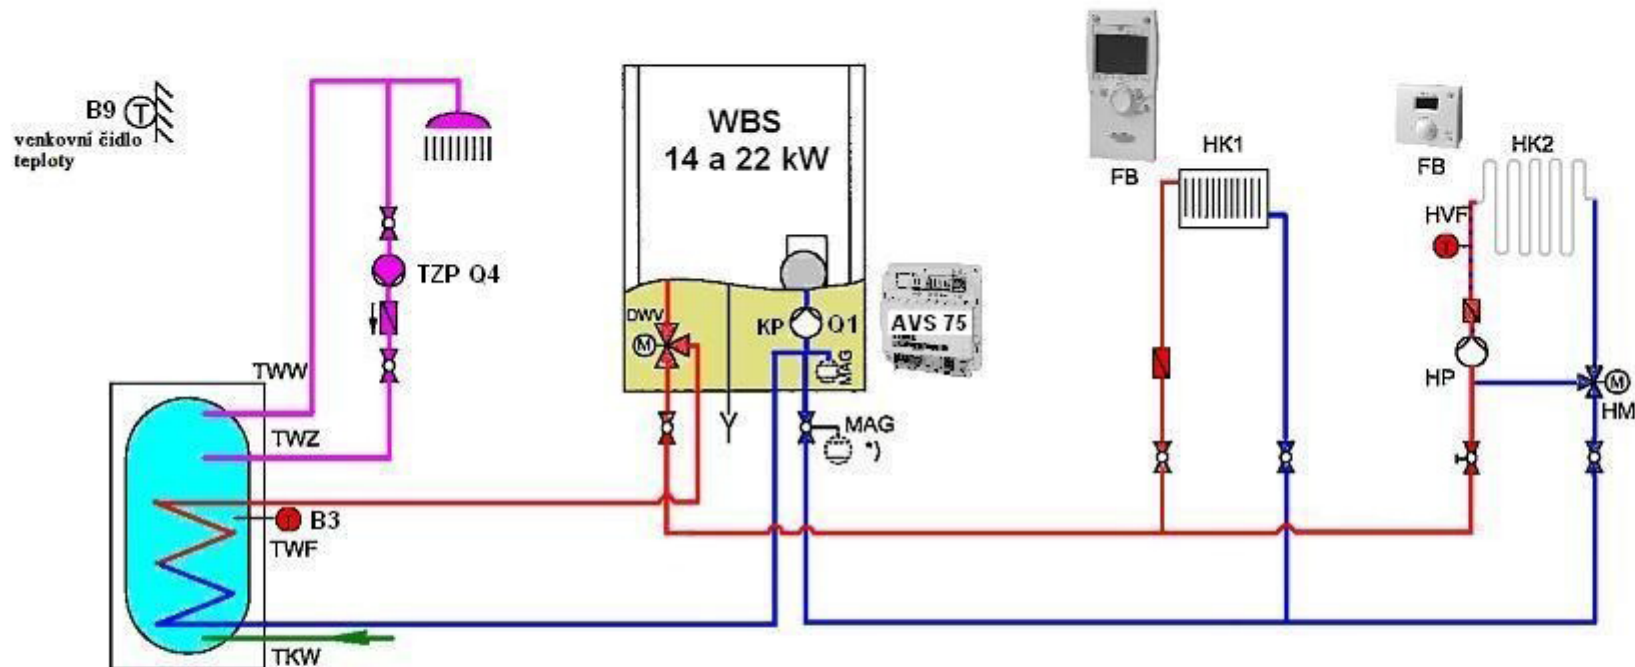 B9
T
venkovní čidlo
teploty
WBS
14 a 22 kW
FB
HK1
FB
HK2
HVF
T
TZP Q4
DWV
M
KP
Q1
MAG
AVS 75
HP
M
HM
TWW
TWZ
MAG
*)
B3
TWF
TKW